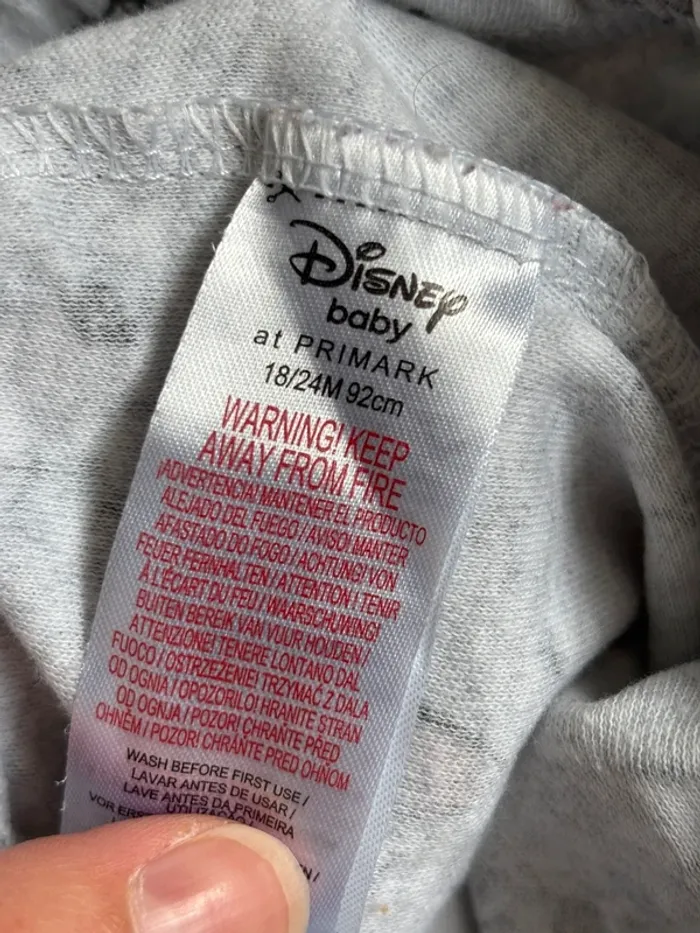 Disney
baby
at PRIMARK
18/24M 92cm
WARNING! KEEP
AWAY FROM FIRE
¡ADVERTENCIA! MANTENER EL PRODUCTO
ALEJADO DEL FUEGO / AVISO! MANTER
AFASTADO DO FOGO / ACHTUNG! VON
FEUER FERNHALTEN / ATTENTION ! TENIR
À L'ÉCART DU FEU / WAARSCHUWING!
BUITEN BEREIK VAN VUUR HOUDEN /
ATTENZIONE! TENERE LONTANO DAL
FUOCO / OSTRZEŻENIE! TRZYMAĆ Z DALA
OD OGNIA / OPOZORILO! HRANITE STRAN
OD OGNJA / POZOR! CHRÁNTE PŘED
OHNĚM / POZOR! CHRÁŇTE PRED OHŇOM
WASH BEFORE FIRST USE /
LAVAR ANTES DE USAR /
LAVE ANTES DA PRIMEIRA
UTILIZAÇÃO /
VOR